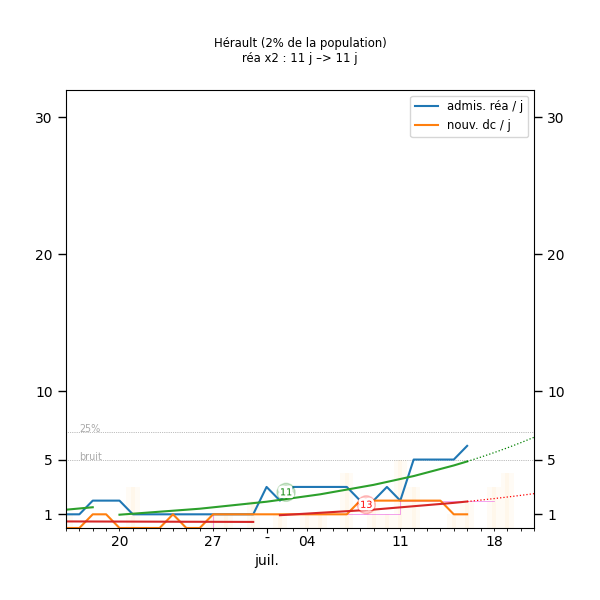 Hérault (2% de la population)
réa x2 : 11 j –> 11 j
admis. réa / j
nouv. dc / j
30 30
20 20
10 10
25%
5 bruit 5
11
13
1 1
20 27 - 04 11 18
juil.